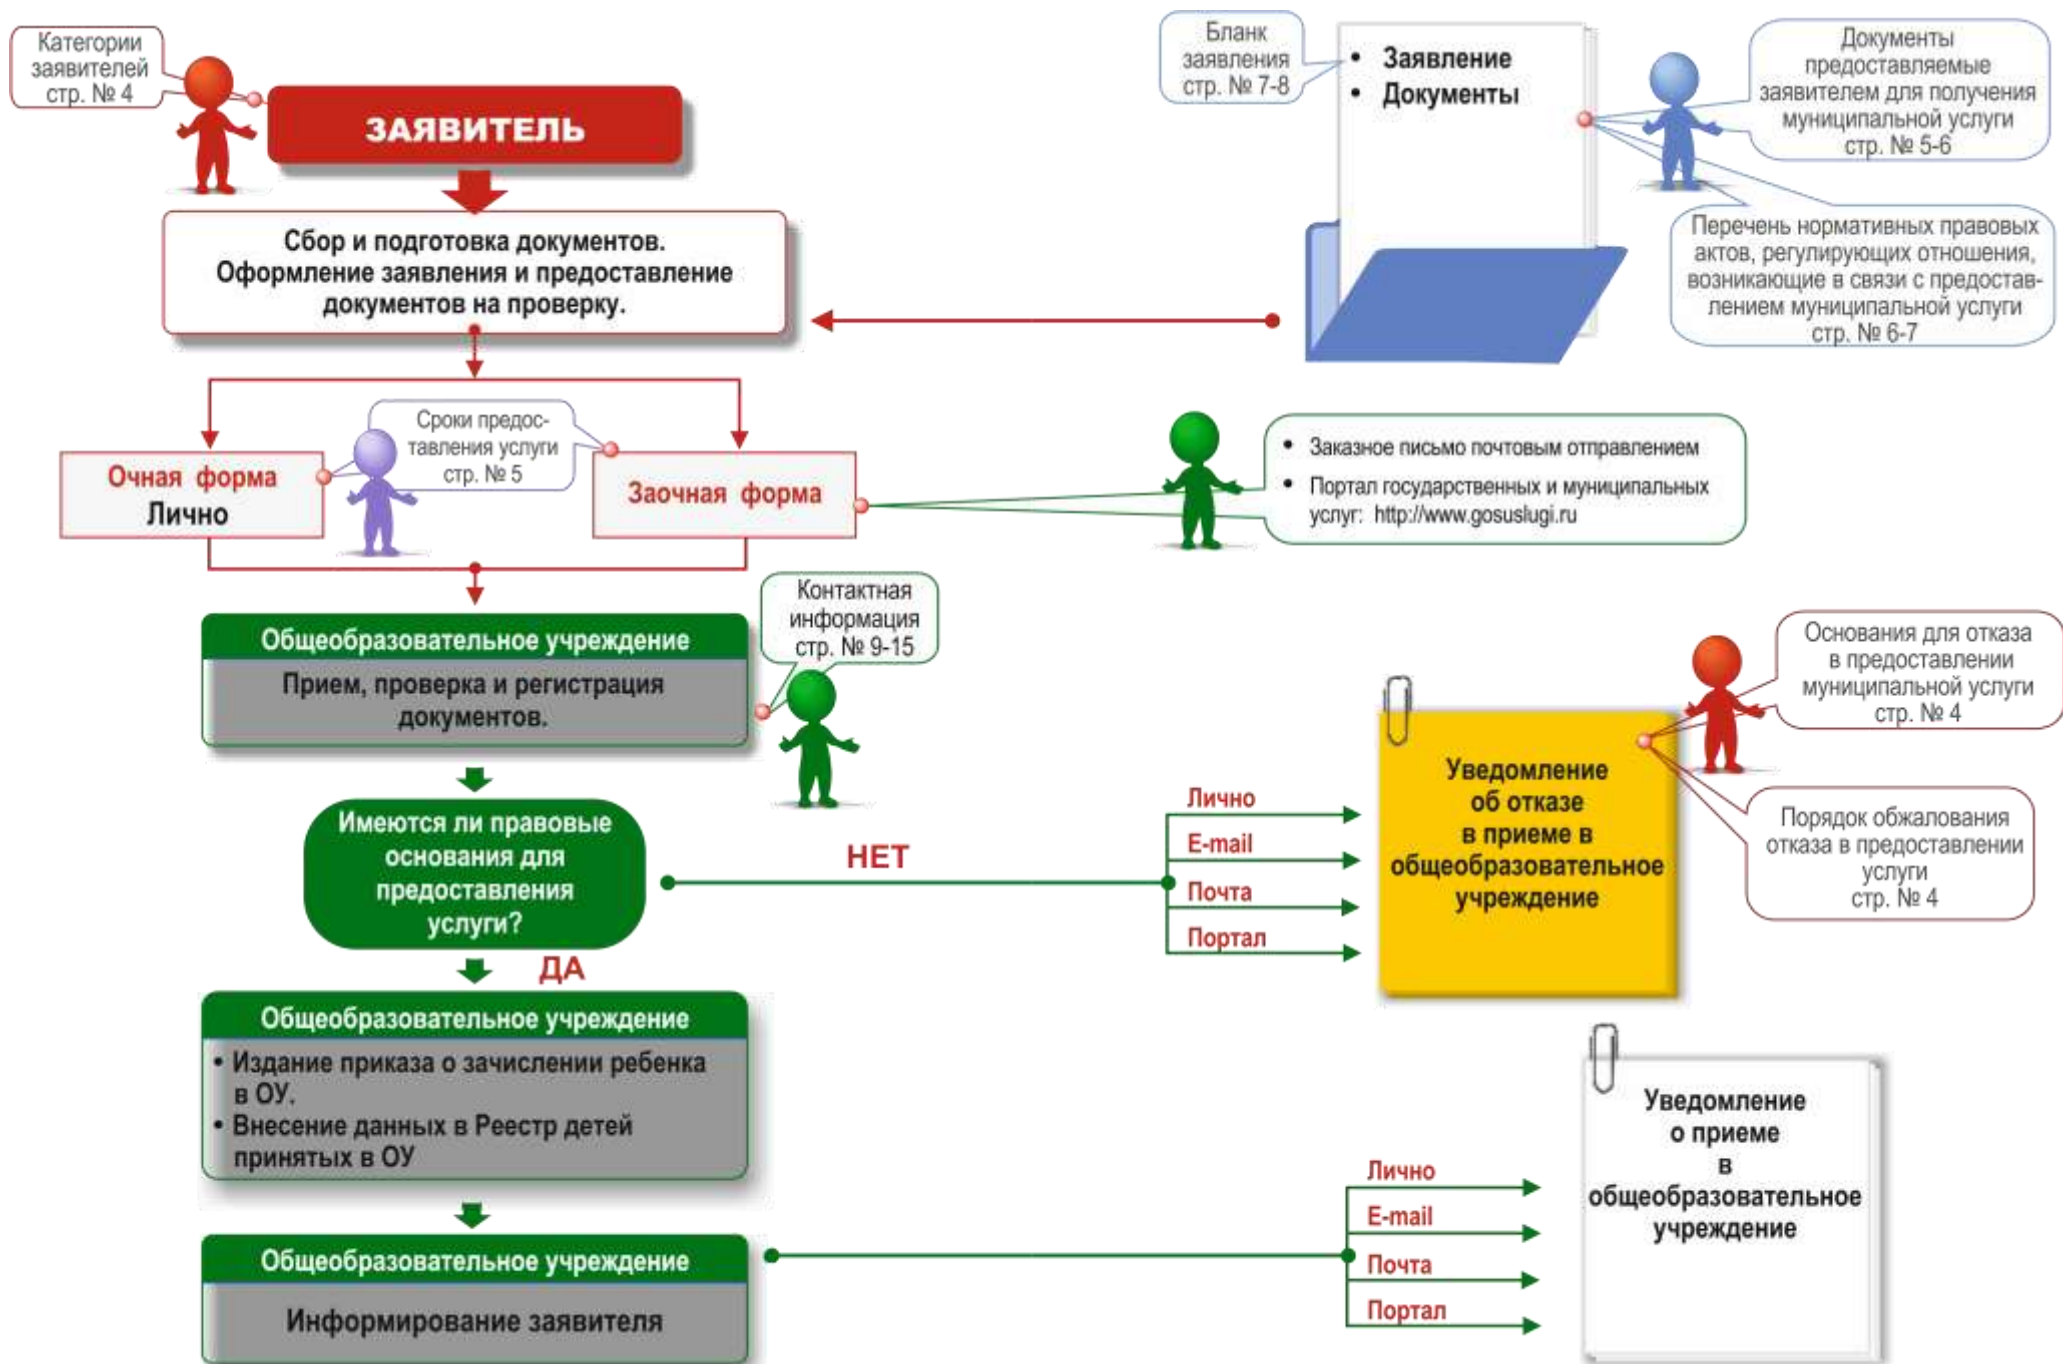 Категории
заявителей
стр. № 4
ЗАЯВИТЕЛЬ
Бланк
заявления
стр. № 7-8
• Заявление
• Документы
Документы
предоставляемые
заявителем для получения
муниципальной услуги
стр. № 5-6
Перечень нормативных правовых
актов, регулирующих отношения,
возникающие в связи с предостав-
лением муниципальной услуги
стр. № 6-7
Сбор и подготовка документов.
Оформление заявления и предоставление
документов на проверку.
Очная форма
Лично
Сроки предос-
тавления услуги
стр. № 5
Заочная форма
• Заказное письмо почтовым отправлением
• Портал государственных и муниципальных
услуг: http://www.gosuslugi.ru
Общеобразовательное учреждение
Прием, проверка и регистрация
документов.
Контактная
информация
стр. № 9-15
Имеются ли правовые
основания для
предоставления
услуги?
НЕТ
Лично
E-mail
Почта
Портал
Уведомление
об отказе
в приеме в
общеобразовательное
учреждение
Основания для отказа
в предоставлении
муниципальной услуги
стр. № 4
Порядок обжалования
отказа в предоставлении
услуги
стр. № 4
ДА
Общеобразовательное учреждение
• Издание приказа о зачислении ребенка
в ОУ.
• Внесение данных в Реестр детей
принятых в ОУ
Общеобразовательное учреждение
Информирование заявителя
Лично
E-mail
Почта
Портал
Уведомление
о приеме
в
общеобразовательное
учреждение